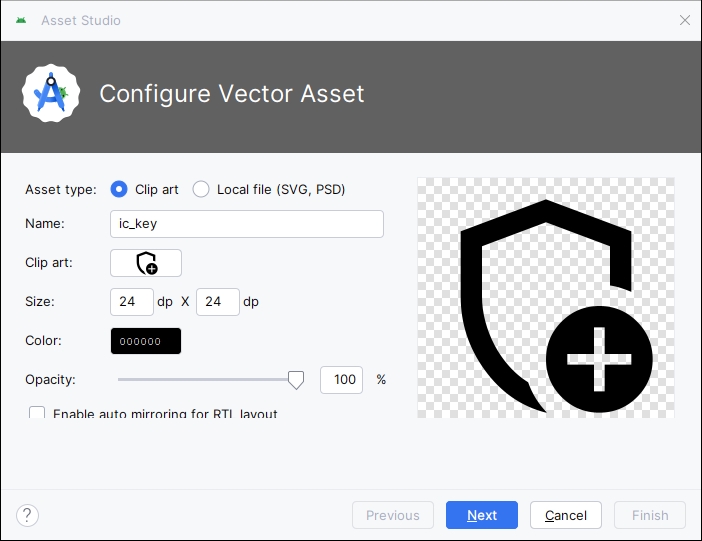 Asset Studio
Configure Vector Asset
Asset type: Clip art Local file (SVG, PSD)
Name: ic_key
Clip art:
Size: 24 dp X 24 dp
Color: 000000
Opacity: 100 %
Enable auto mirroring for RTL layout
? Previous Next Cancel Finish